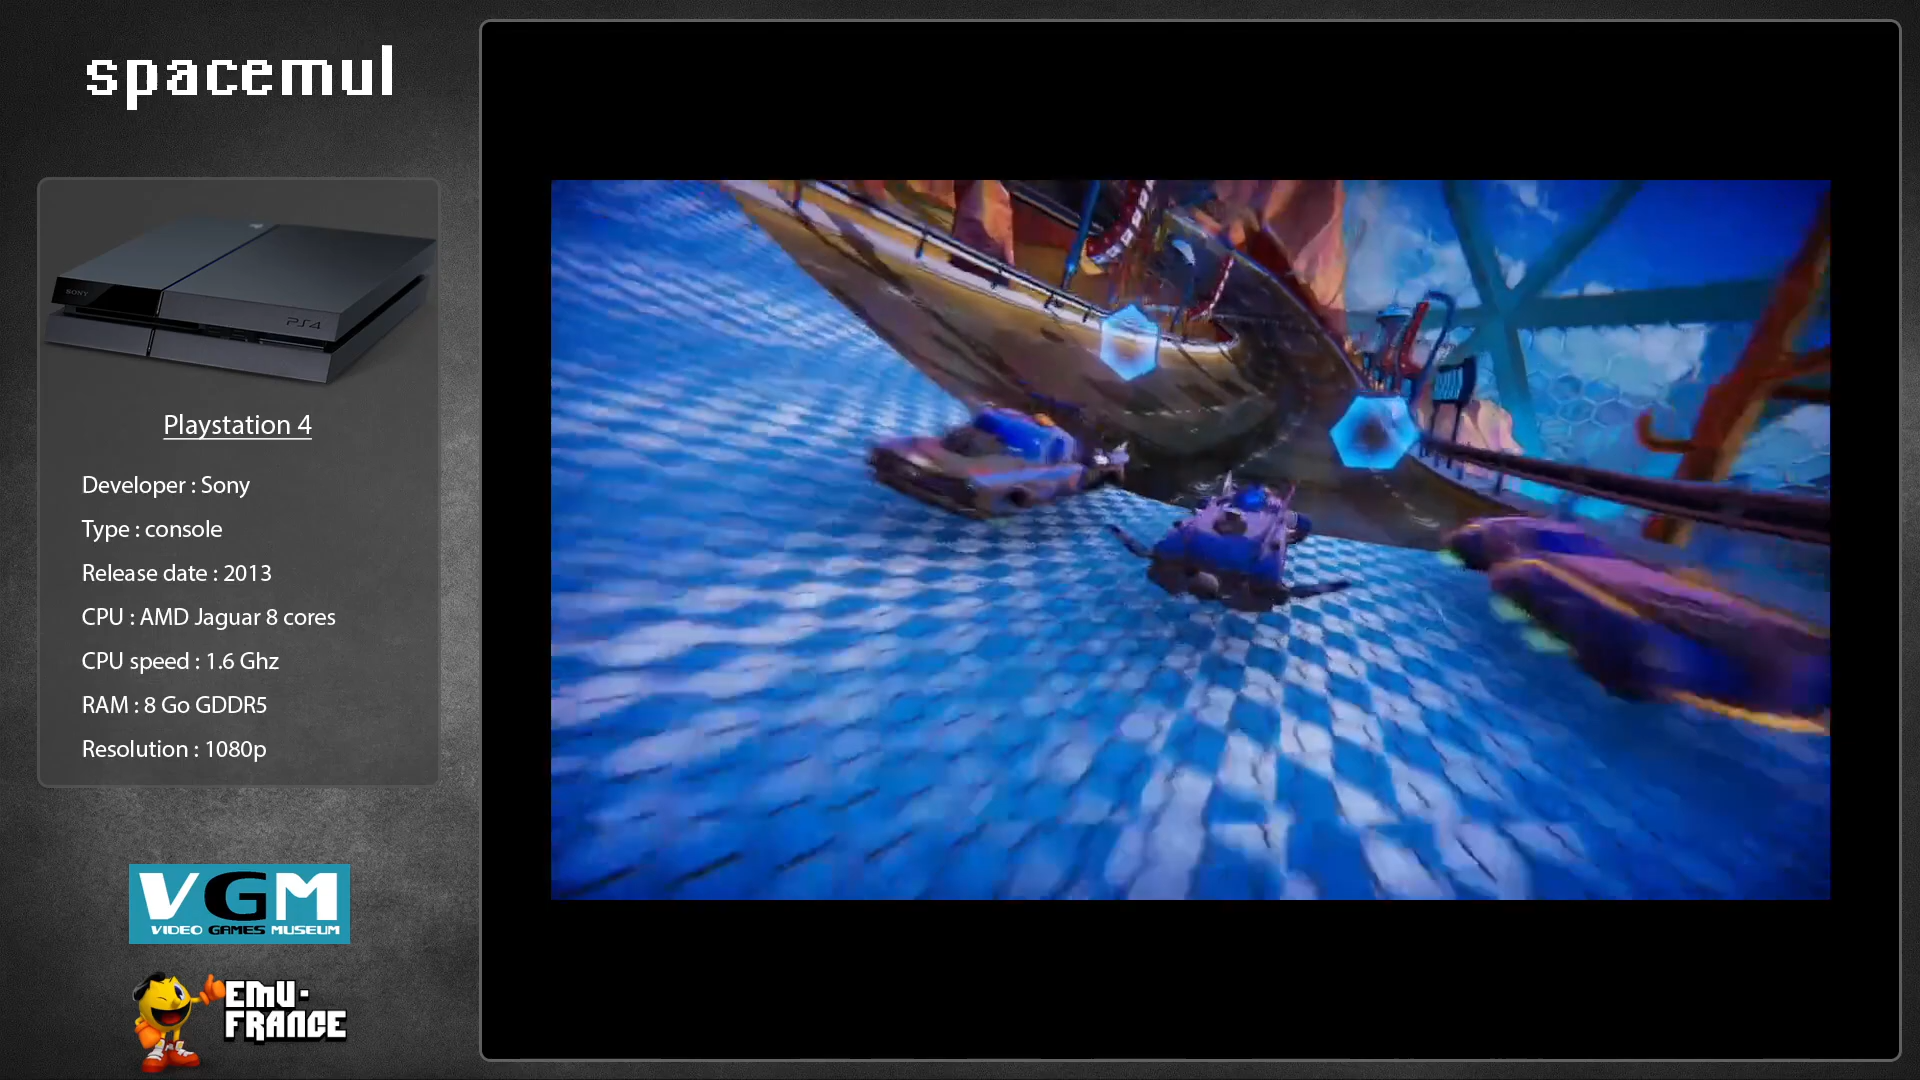 spacemul
SONY
PS4
Playstation 4
Developer : Sony
Type : console
Release date : 2013
CPU : AMD Jaguar 8 cores
CPU speed : 1.6 Ghz
RAM : 8 Go GDDR5
Resolution : 1080p
VGM
VIDEO GAMES MUSEUM
EMU-
FRANCE